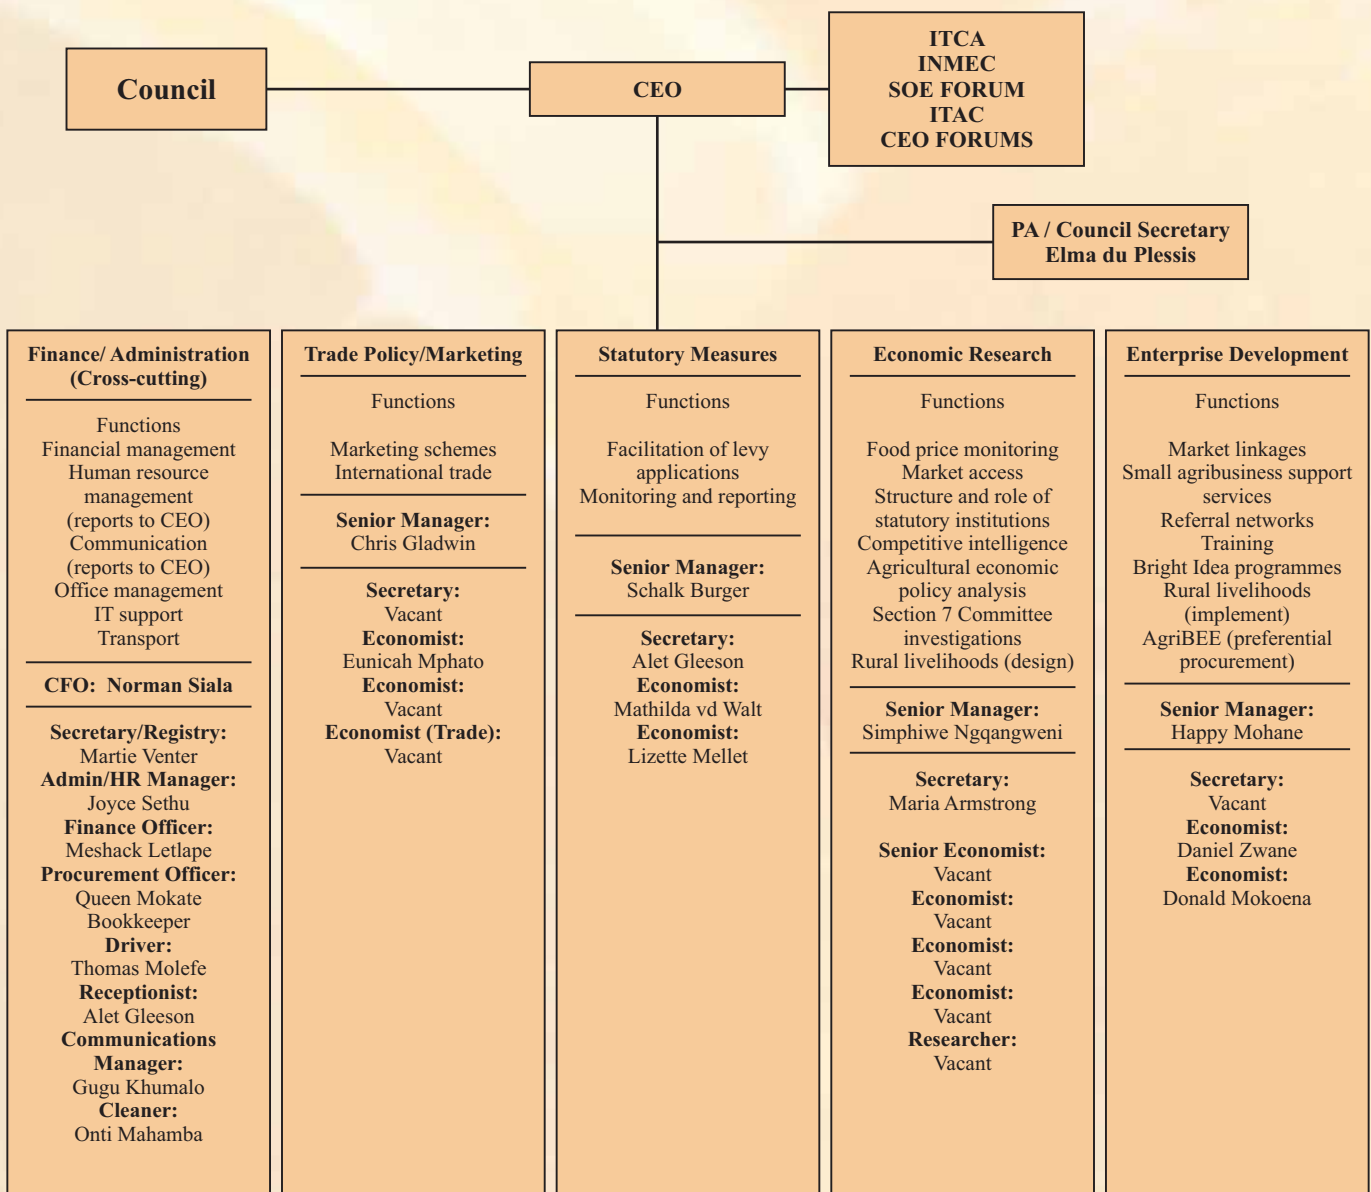 Council
CEO
ITCA
INMEC
SOE FORUM
ITAC
CEO FORUMS
PA / Council Secretary
Elma du Plessis
Finance/ Administration
(Cross-cutting)
Functions
Financial management
Human resource
management
(reports to CEO)
Communication
(reports to CEO)
Office management
IT support
Transport
CFO: Norman Siala
Secretary/Registry:
Martie Venter
Admin/HR Manager:
Joyce Sethu
Finance Officer:
Meshack Letlape
Procurement Officer:
Queen Mokate
Bookkeeper
Driver:
Thomas Molefe
Receptionist:
Alet Gleeson
Communications
Manager:
Gugu Khumalo
Cleaner:
Onti Mahamba
Trade Policy/Marketing
Functions
Marketing schemes
International trade
Senior Manager:
Chris Gladwin
Secretary:
Vacant
Economist:
Eunicah Mphato
Economist:
Vacant
Economist (Trade):
Vacant
Statutory Measures
Functions
Facilitation of levy
applications
Monitoring and reporting
Senior Manager:
Schalk Burger
Secretary:
Alet Gleeson
Economist:
Mathilda vd Walt
Economist:
Lizette Mellet
Economic Research
Functions
Food price monitoring
Market access
Structure and role of
statutory institutions
Competitive intelligence
Agricultural economic
policy analysis
Section 7 Committee
investigations
Rural livelihoods (design)
Senior Manager:
Simphiwe Ngqangweni
Secretary:
Maria Armstrong
Senior Economist:
Vacant
Economist:
Vacant
Economist:
Vacant
Economist:
Vacant
Researcher:
Vacant
Enterprise Development
Functions
Market linkages
Small agribusiness support
services
Referral networks
Training
Bright Idea programmes
Rural livelihoods
(implement)
AgriBEE (preferential
procurement)
Senior Manager:
Happy Mohane
Secretary:
Vacant
Economist:
Daniel Zwane
Economist:
Donald Mokoena